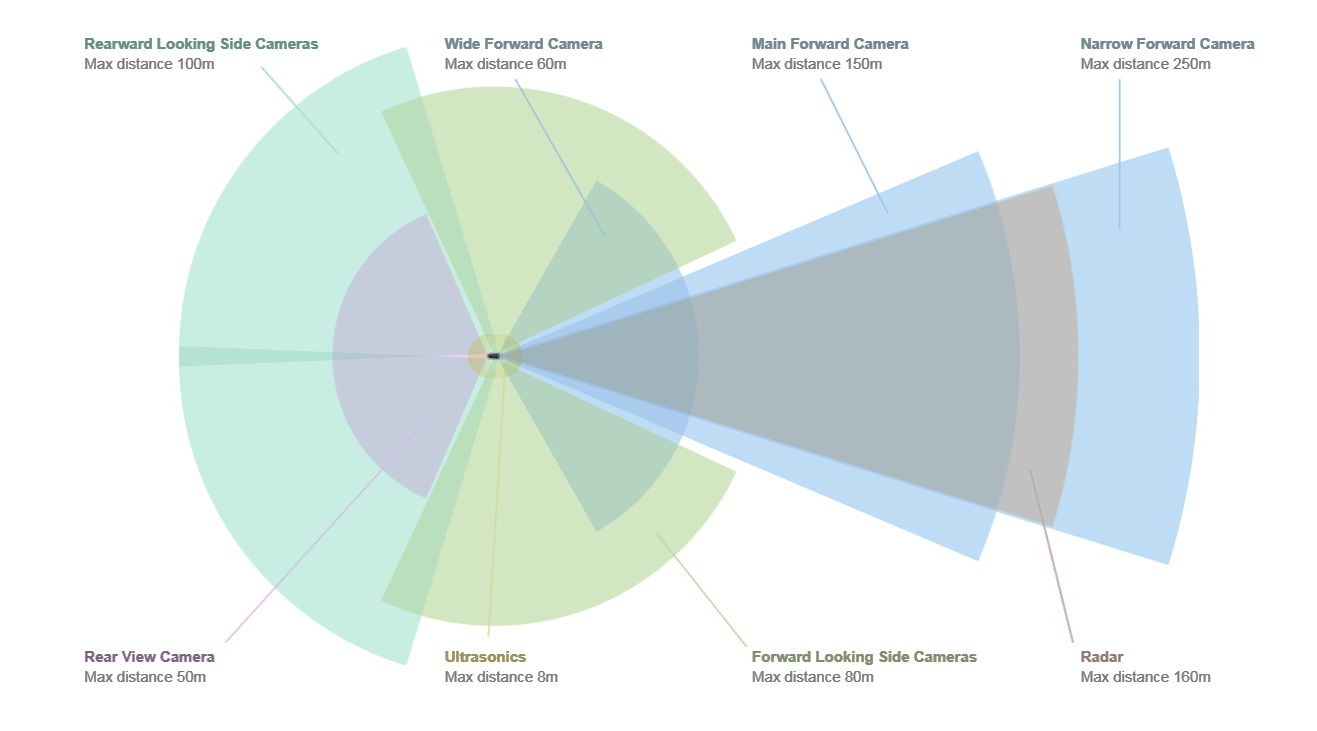 Rearward Looking Side Cameras
Max distance 100m
Wide Forward Camera
Max distance 60m
Main Forward Camera
Max distance 150m
Narrow Forward Camera
Max distance 250m
Rear View Camera
Max distance 50m
Ultrasonics
Max distance 8m
Forward Looking Side Cameras
Max distance 80m
Radar
Max distance 160m